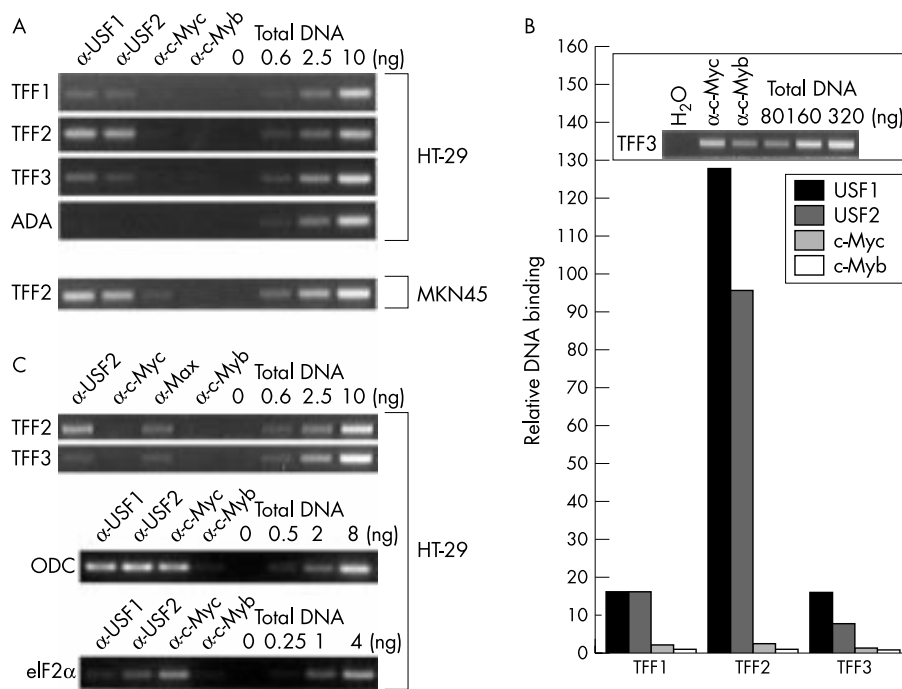 A
α-USF1 α-USF2 α-c-Myc α-c-Myb 0 Total DNA 0.6 2.5 10 (ng)
TFF1
TFF2
TFF3
ADA
HT-29
TFF2
MKN45
C
α-USF2 α-c-Myc α-Max α-c-Myb 0 Total DNA 0.6 2.5 10 (ng)
TFF2
TFF3
α-USF1 α-USF2 α-c-Myc α-c-Myb 0 Total DNA 0.5 2 8 (ng)
ODC
HT-29
α-USF1 α-USF2 α-c-Myc α-c-Myb 0 Total DNA 0.25 1 4 (ng)
eIF2α
B
Relative DNA binding
160
150
145
140
135
130
120
110
100
90
80
70
60
50
40
30
20
10
0
H2O α-c-Myc α-c-Myb Total DNA 80 160 320 (ng)
TFF3
USF1
USF2
c-Myc
c-Myb
TFF1 TFF2 TFF3